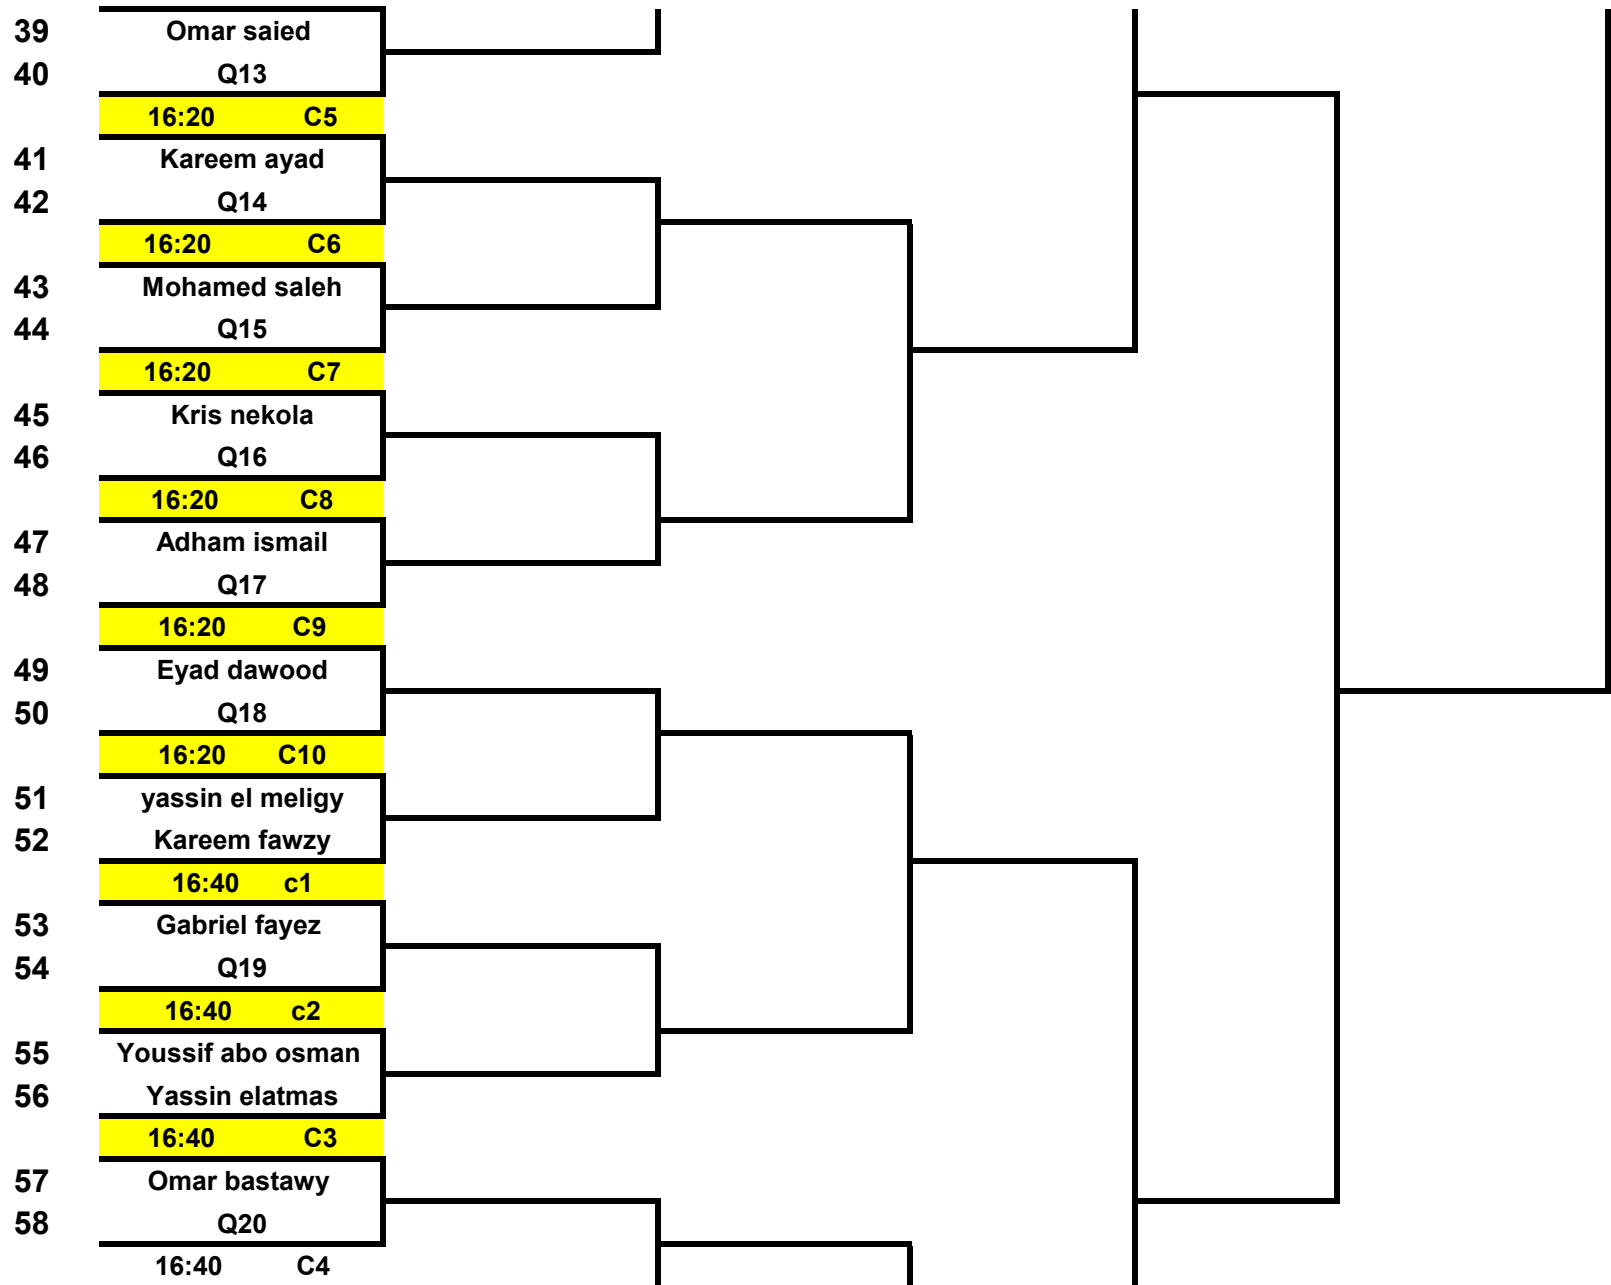 39 Omar saied
40 Q13
16:20 C5
41 Kareem ayad
42 Q14
16:20 C6
43 Mohamed saleh
44 Q15
16:20 C7
45 Kris nekola
46 Q16
16:20 C8
47 Adham ismail
48 Q17
16:20 C9
49 Eyad dawood
50 Q18
16:20 C10
51 yassin el meligy
52 Kareem fawzy
16:40 c1
53 Gabriel fayez
54 Q19
16:40 c2
55 Youssif abo osman
56 Yassin elatmas
16:40 C3
57 Omar bastawy
58 Q20
16:40 C4